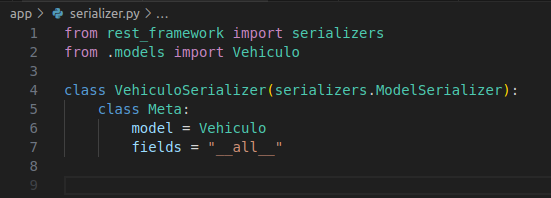 app > serializer.py > ...
1 from rest_framework import serializers
2 from .models import Vehiculo
3
4 class VehiculoSerializer(serializers.ModelSerializer):
5     class Meta:
6         model = Vehiculo
7         fields = "__all__"
8
9